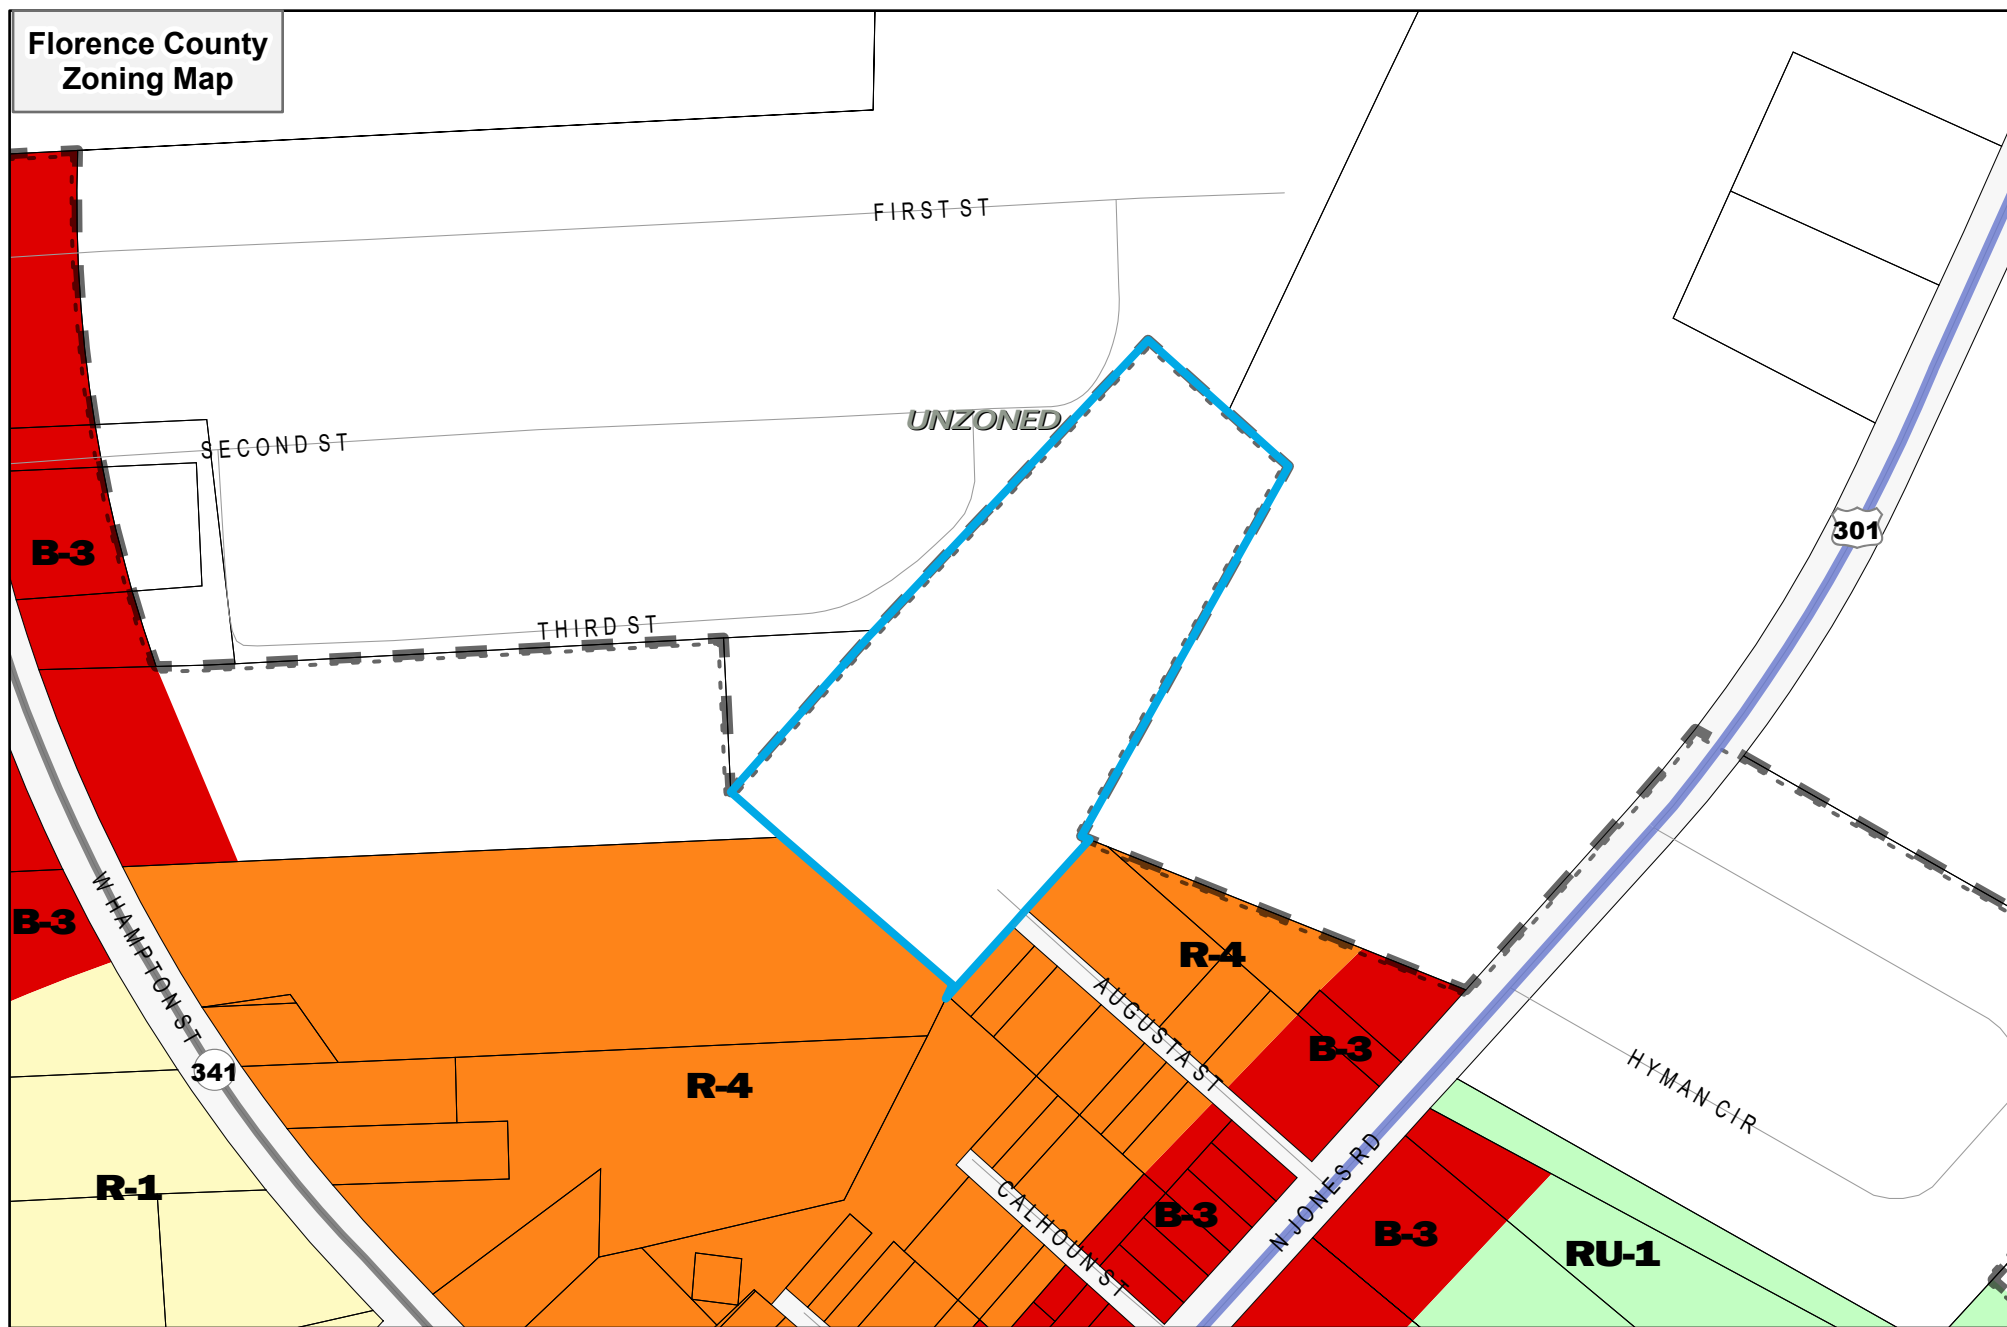 Florence County
Zoning Map
FIRST ST
UNZONED
SECOND ST
301
B-3
THIRD ST
W HAMPTON ST
B-3
R-4
AUGUSTA ST
B-3
HYMAN CIR
341
R-4
R-1
CALHOUN ST
B-3
N JONES RD
B-3
RU-1